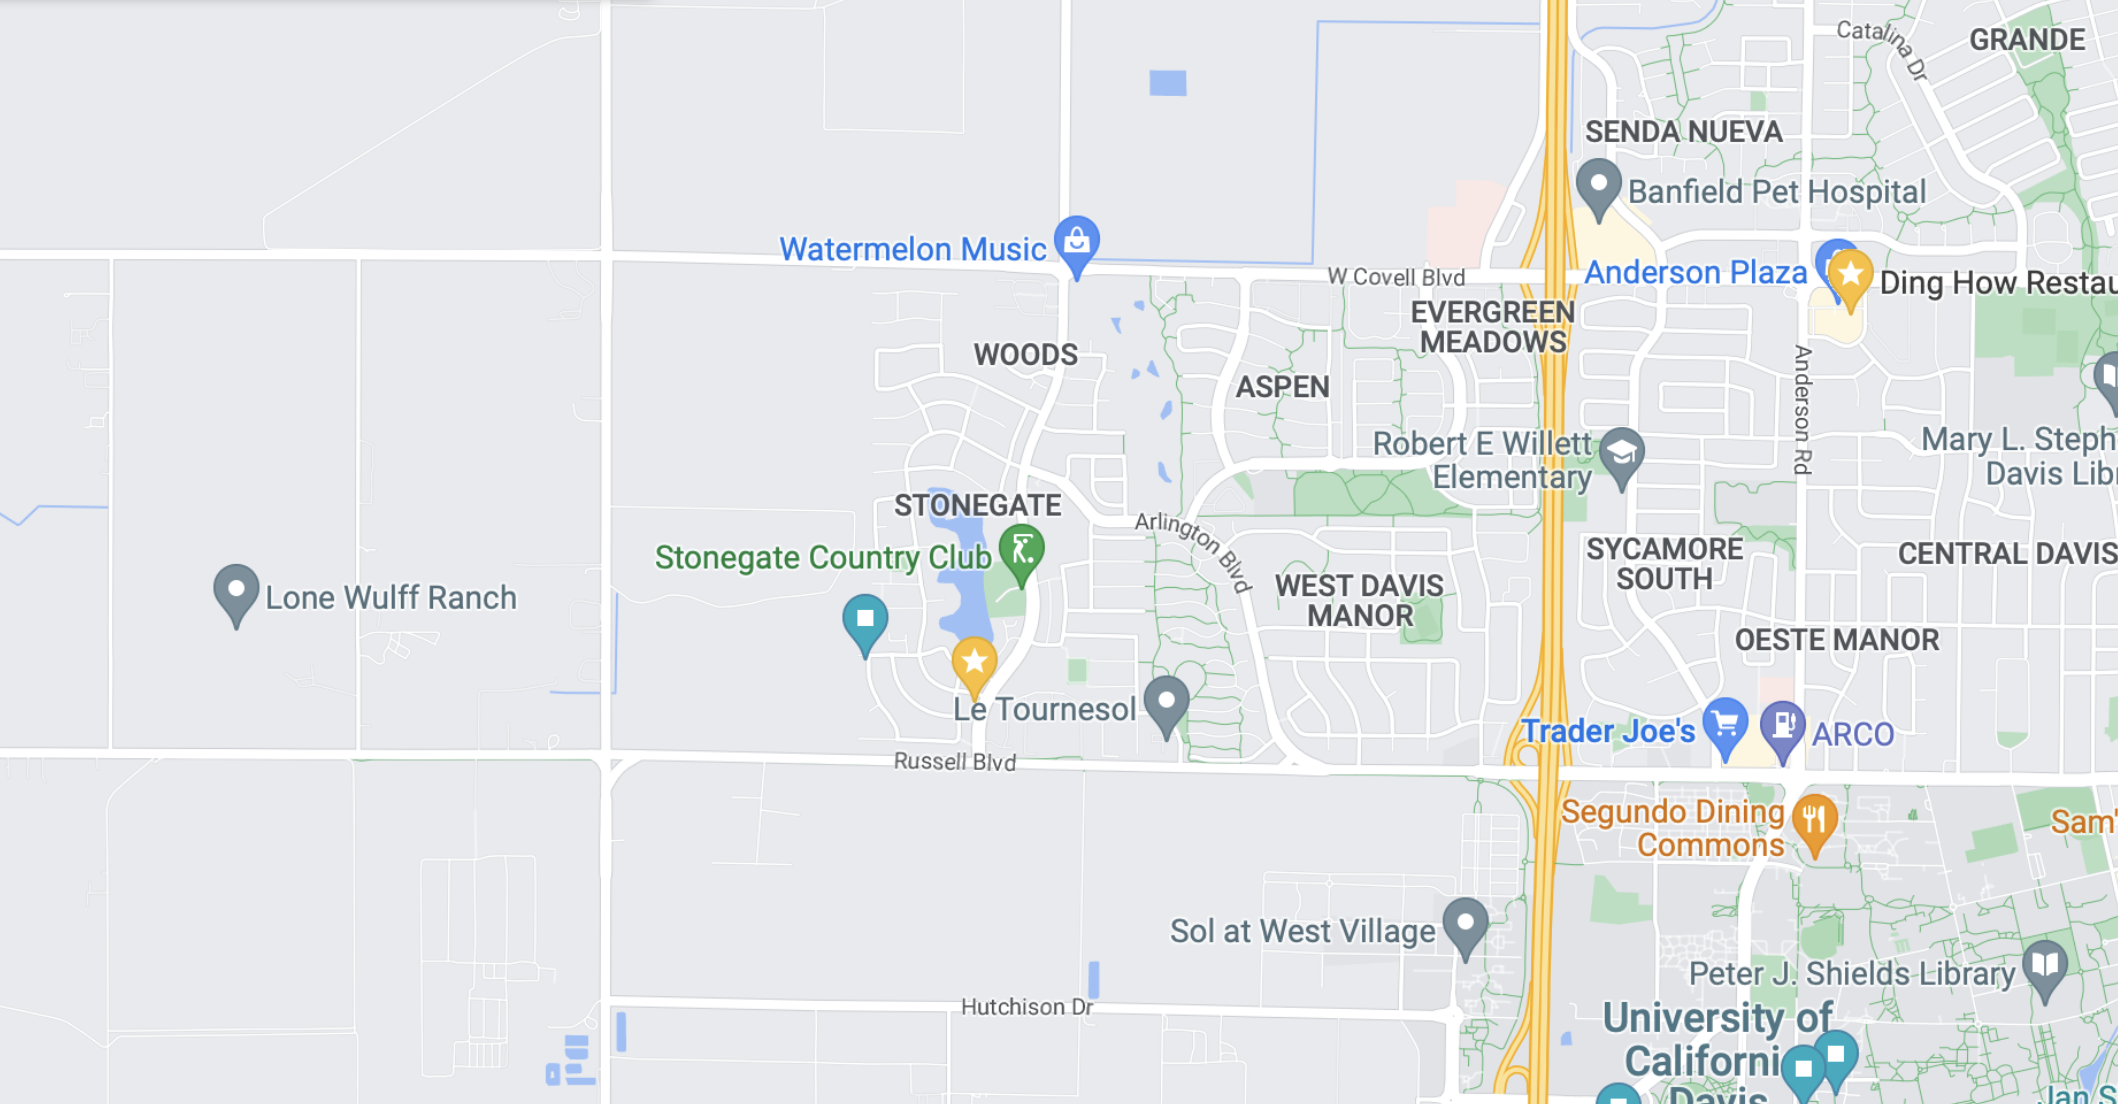 Catalina Dr
GRANDE
SENDA NUEVA
Banfield Pet Hospital
Watermelon Music
W Covell Blvd
Anderson Plaza
Ding How Restau
EVERGREEN
MEADOWS
WOODS
ASPEN
Anderson Rd
Robert E Willett
Elementary
Mary L. Steph
Davis Libr
STONEGATE
Stonegate Country Club
Arlington Blvd
SYCAMORE
SOUTH
CENTRAL DAVIS
WEST DAVIS
MANOR
Lone Wulff Ranch
OESTE MANOR
Le Tournesol
Trader Joe's
ARCO
Russell Blvd
Segundo Dining
Commons
Sam'
Sol at West Village
Peter J. Shields Library
Hutchison Dr
University of
Californi
Davis
Jan S